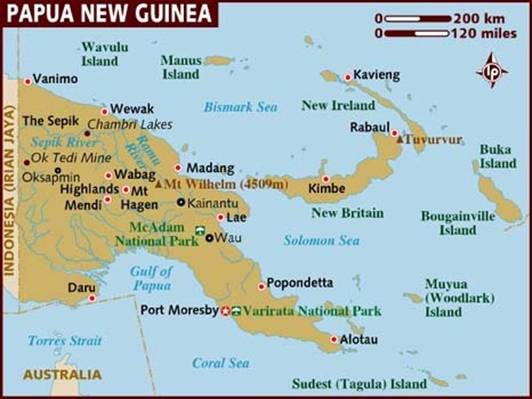 PAPUA NEW GUINEA
0 200 km
0 120 miles
Wavulu
Island
Manus
Island
Kavieng
Vanimo
Wewak
Bismark Sea
New Ireland
The Sepik
Chambri Lakes
Rabaul
Tuvurvur
Sepik River
Ramu
River
Buka
Island
Ok Tedi Mine
Oksapmin
Wabag
Madang
Highlands
Mt
Hagen
Mt Wilhelm (4509m)
Kimbe
Mendi
Kainantu
New Britain
Bougainville
Island
Lae
McAdam
National Park
Wau
Solomon Sea
INDONESIA (IRIAN JAYA)
Gulf of
Papua
Daru
Popondetta
Muyua
(Woodlark)
Island
Port Moresby
Varirata National Park
Torres Strait
Alotau
Coral Sea
AUSTRALIA
Sudest (Tagula) Island
lp